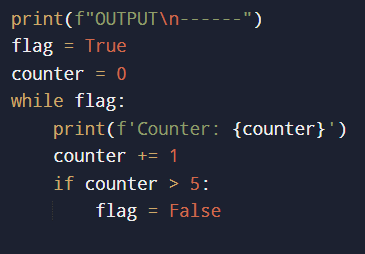 print(f"OUTPUT\n------")
flag = True
counter = 0
while flag:
    print(f'Counter: {counter}')
    counter += 1
    if counter > 5:
        flag = False